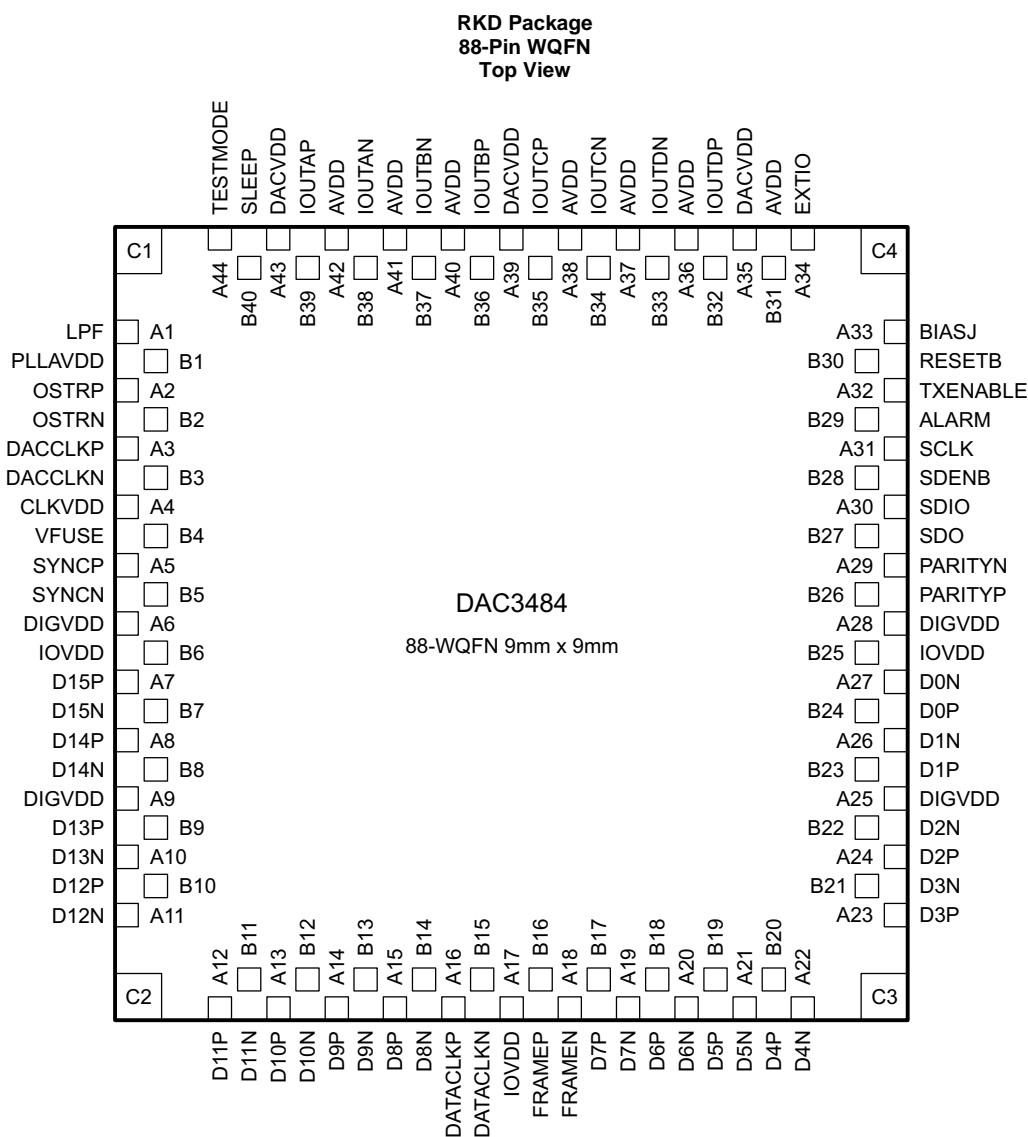 RKD Package
88-Pin WQFN
Top View
TESTMODE
SLEEP
DACVDD
IOUTAP
AVDD
IOUTAN
AVDD
IOUTBN
AVDD
IOUTBP
DACVDD
IOUTCP
AVDD
IOUTCN
AVDD
IOUTDN
AVDD
IOUTDP
DACVDD
AVDD
EXTIO
C1
A44
B40
A43
B39
A42
B38
A41
B37
A40
B36
A39
B35
A38
B34
A37
B33
A36
B32
A35
B31
A34
C4
LPF A1
PLLAVDD B1
OSTRP A2
OSTRN B2
DACCLKP A3
DACCLKN B3
CLKVDD A4
VFUSE B4
SYNCP A5
SYNCN B5
DIGVDD A6
IOVDD B6
D15P A7
D15N B7
D14P A8
D14N B8
DIGVDD A9
D13P B9
D13N A10
D12P B10
D12N A11
DAC3484
88-WQFN 9mm x 9mm
A33 BIASJ
B30 RESETB
A32 TXENABLE
B29 ALARM
A31 SCLK
B28 SDENB
A30 SDIO
B27 SDO
A29 PARITYN
B26 PARITYP
A28 DIGVDD
B25 IOVDD
A27 D0N
B24 D0P
A26 D1N
B23 D1P
A25 DIGVDD
B22 D2N
A24 D2P
B21 D3N
A23 D3P
C2
A12
B11
A13
B12
A14
B13
A15
B14
A16
B15
A17
B16
A18
B17
A19
B18
A20
B19
A21
B20
A22
C3
D11P
D11N
D10P
D10N
D9P
D9N
D8P
D8N
DATACLKP
DATACLKN
IOVDD
FRAMEP
FRAMEN
D7P
D7N
D6P
D6N
D5P
D5N
D4P
D4N